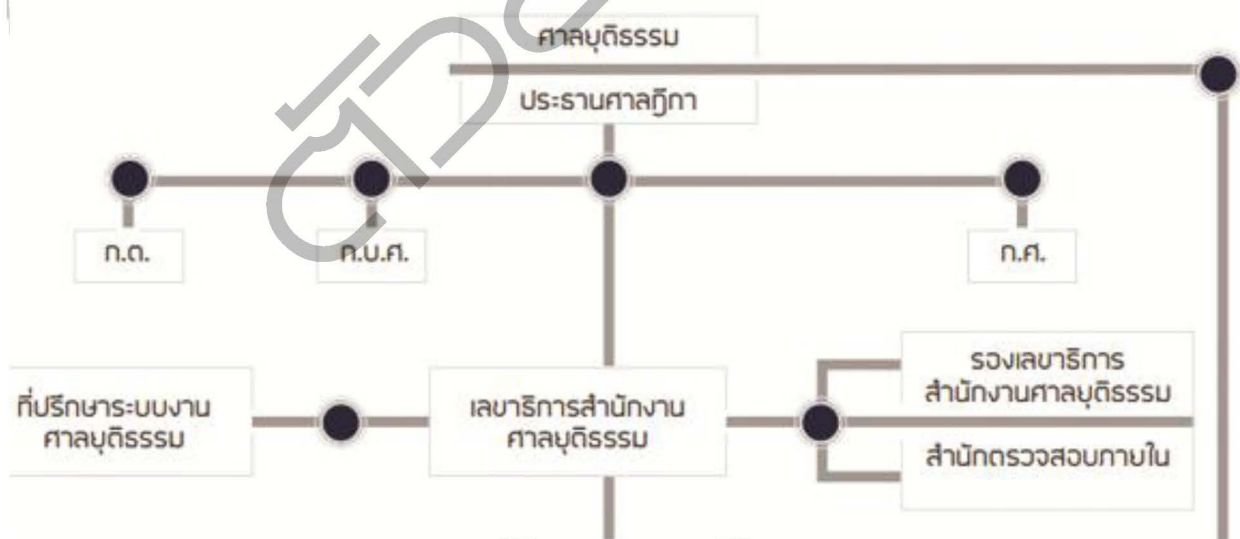 ศาลยุติธรรม
ประธานศาลฎีกา
ก.ต.
ก.บ.ศ.
ก.ศ.
ที่ปรึกษาระบบงาน
ศาลยุติธรรม
เลขาธิการสำนักงาน
ศาลยุติธรรม
รองเลขาธิการ
สำนักงานศาลยุติธรรม
สำนักตรวจสอบภายใน